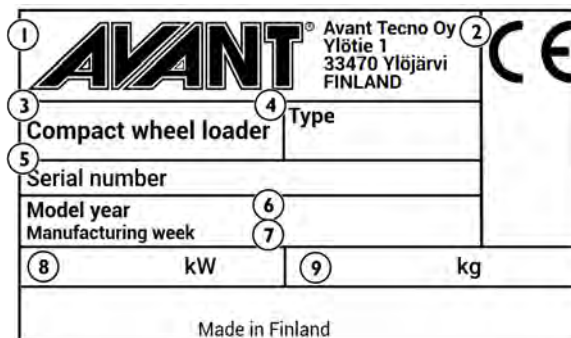 1
AVANT®
Avant Tecno Oy
Ylötie 1
33470 Ylöjärvi
FINLAND
2
CE
3
Compact wheel loader
4
Type
5
Serial number
Model year
6
Manufacturing week
7
8
kW
9
kg
Made in Finland